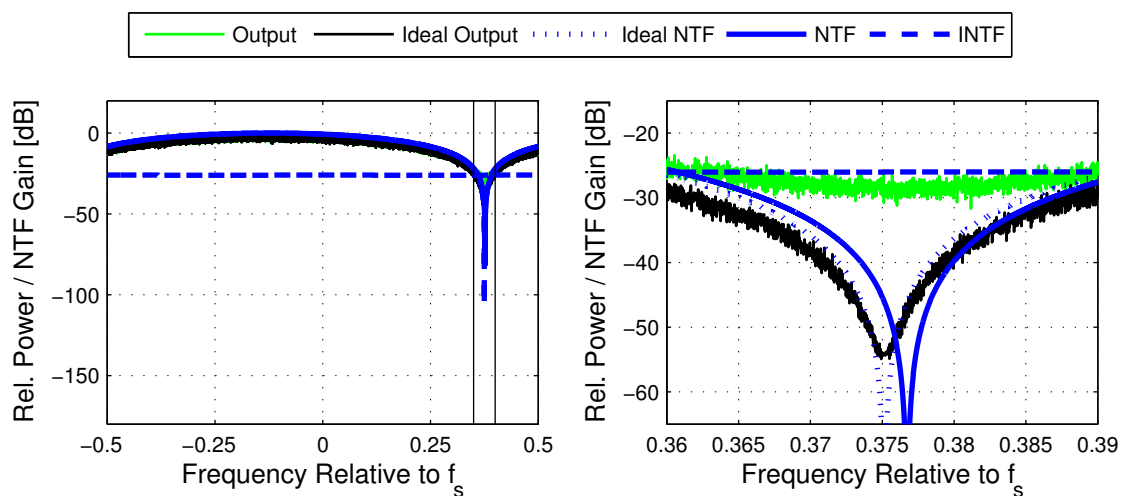 Output Ideal Output Ideal NTF NTF INTF
Rel. Power / NTF Gain [dB]
0
−50
−100
−150
−0.5 −0.25 0 0.25 0.5
Frequency Relative to fs
Rel. Power / NTF Gain [dB]
−20
−30
−40
−50
−60
0.36 0.365 0.37 0.375 0.38 0.385 0.39
Frequency Relative to fs